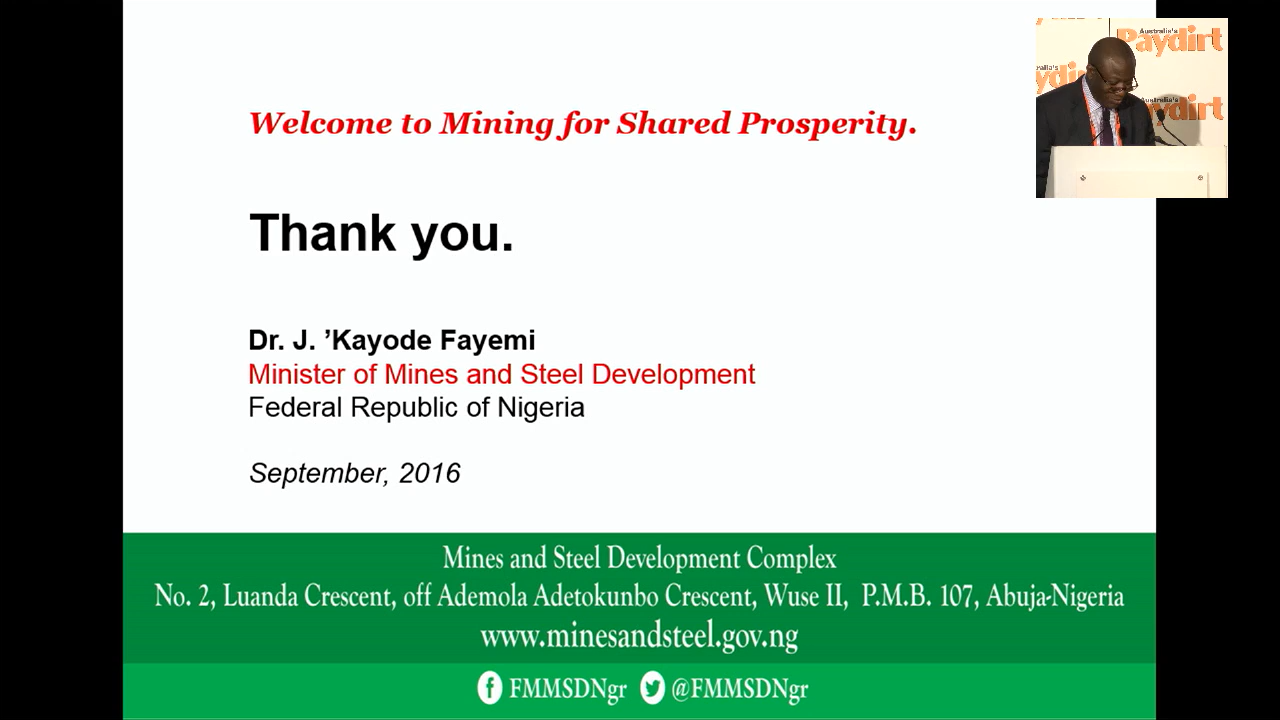 Welcome to Mining for Shared Prosperity.
Thank you.
Dr. J. ’Kayode Fayemi
Minister of Mines and Steel Development
Federal Republic of Nigeria
September, 2016
Mines and Steel Development Complex
No. 2, Luanda Crescent, off Ademola Adetokunbo Crescent, Wuse II, P.M.B. 107, Abuja-Nigeria
www.minesandsteel.gov.ng
FMMSDNgr @FMMSDNgr
Australia's
Paydirt
Australia's